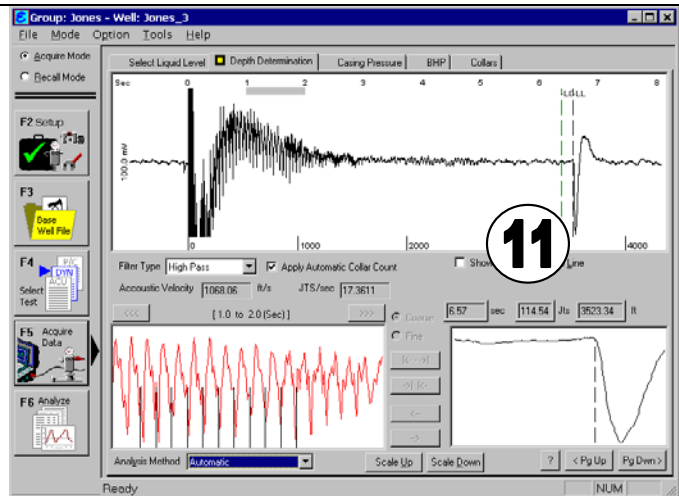 Group: Jones - Well: Jones_3
File Mode Option Tools Help
Acquire Mode
Recall Mode
Select Liquid Level Depth Determination Casing Pressure BHP Collars
Sec 0 1 2 3 4 5 6 7 8
LL
100.0 mV
0 1000 2000 4000
11
F2 Setup
F3
Base
Well File
F4
P/C
DYN
ACU
Select
Test
F5 Acquire
Data
F6 Analyze
Filter Type High Pass Apply Automatic Collar Count Show Line
Accoustic Velocity 1068.06 ft/s JTS/sec 17.3611
<<< [ 1.0 to 2.0 (Sec) ] >>>
Coarse
Fine
6.57 sec 114.54 Jts 3523.34 ft
|<-->|
->| |<-
<--
-->
Analysis Method Automatic Scale Up Scale Down ? < Pg Up Pg Dwn >
Ready NUM